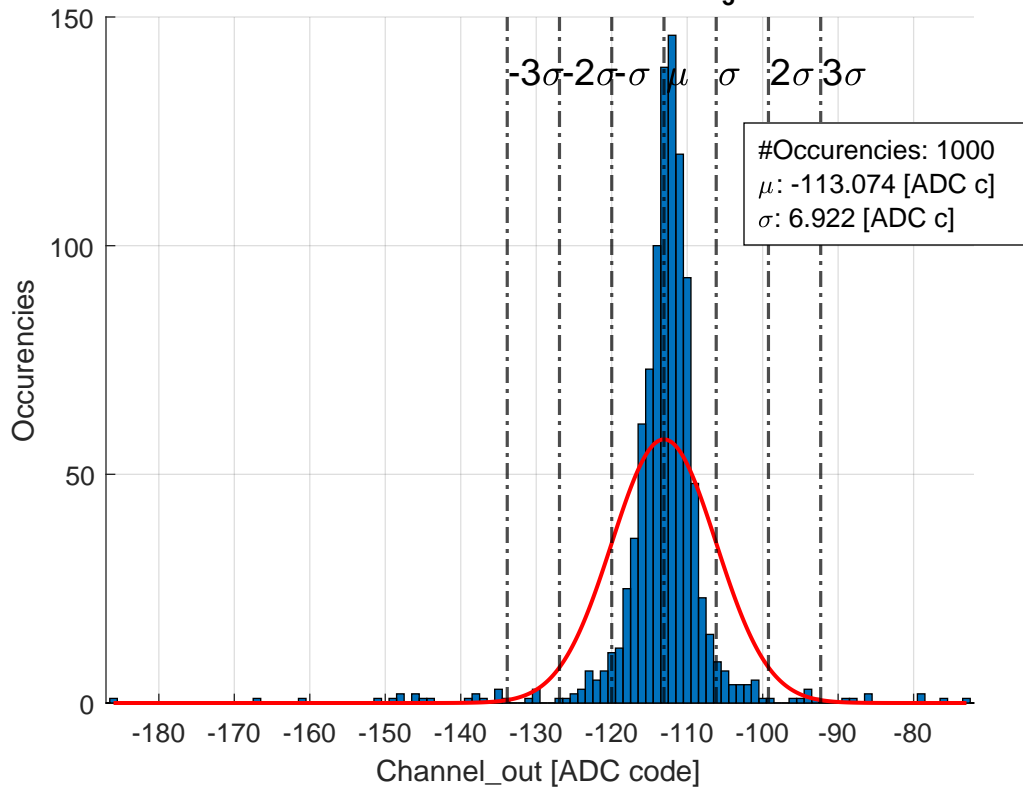 150
100
50
0
-3σ
-2σ
-σ
μ
σ
2σ
3σ
#Occurencies: 1000
μ: -113.074 [ADC c]
σ: 6.922 [ADC c]
Occurencies
-180 -170 -160 -150 -140 -130 -120 -110 -100 -90 -80
Channel_out [ADC code]